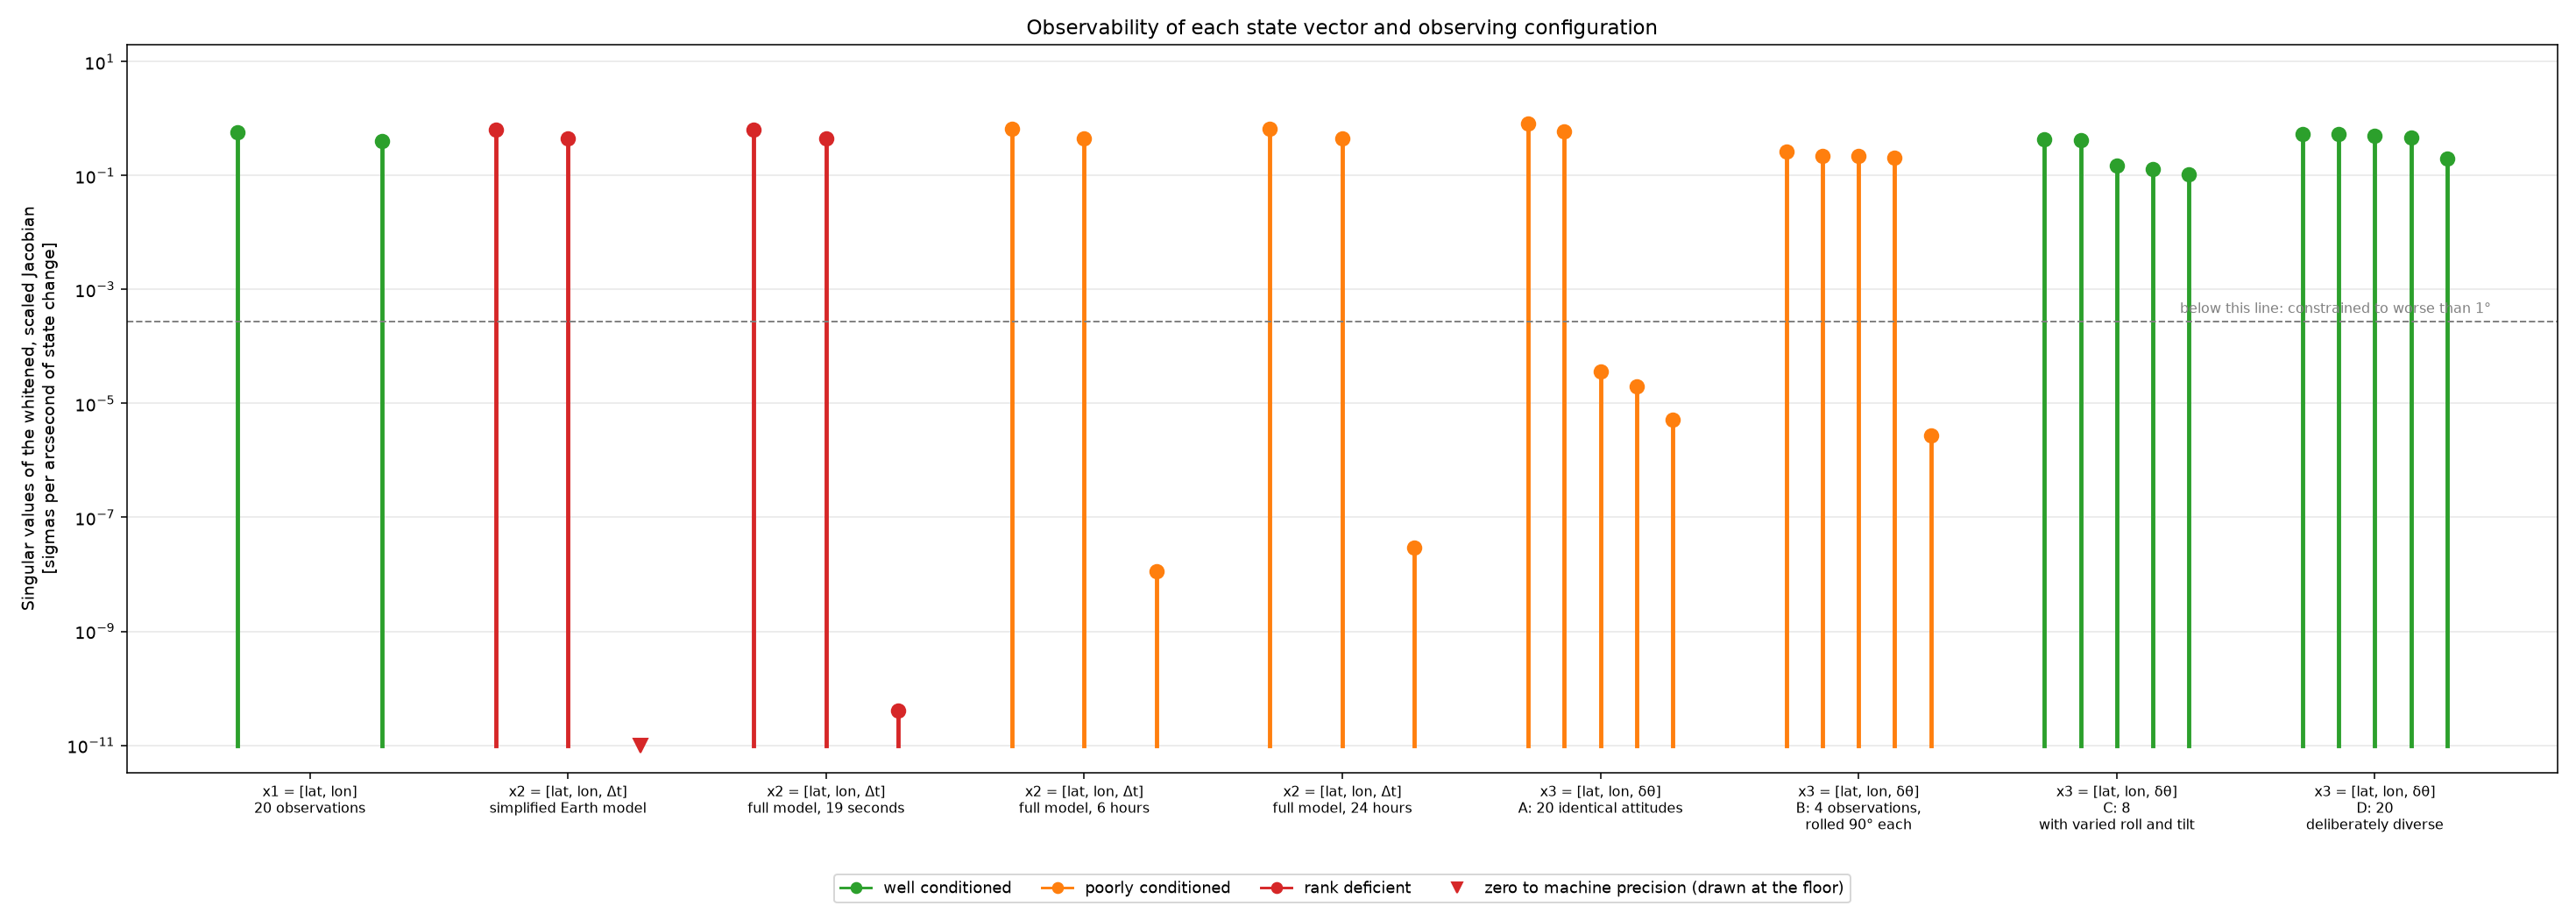 Observability of each state vector and observing configuration
Singular values of the whitened, scaled Jacobian
[sigmas per arcsecond of state change]
10¹
10⁻¹
10⁻³
10⁻⁵
10⁻⁷
10⁻⁹
10⁻¹¹
below this line: constrained to worse than 1°
x1 = [lat, lon]
20 observations
x2 = [lat, lon, Δt]
simplified Earth model
x2 = [lat, lon, Δt]
full model, 19 seconds
x2 = [lat, lon, Δt]
full model, 6 hours
x2 = [lat, lon, Δt]
full model, 24 hours
x3 = [lat, lon, δθ]
A: 20 identical attitudes
x3 = [lat, lon, δθ]
B: 4 observations,
rolled 90° each
x3 = [lat, lon, δθ]
C: 8
with varied roll and tilt
x3 = [lat, lon, δθ]
D: 20
deliberately diverse
well conditioned
poorly conditioned
rank deficient
zero to machine precision (drawn at the floor)